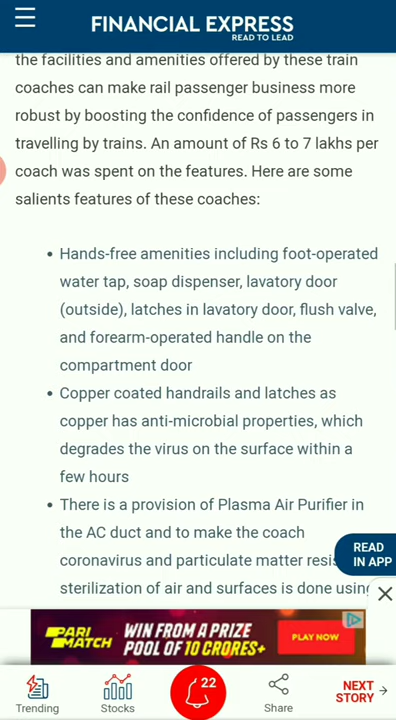 FINANCIAL EXPRESS
READ TO LEAD
the facilities and amenities offered by these train
coaches can make rail passenger business more
robust by boosting the confidence of passengers in
travelling by trains. An amount of Rs 6 to 7 lakhs per
coach was spent on the features. Here are some
salients features of these coaches:
• Hands-free amenities including foot-operated
water tap, soap dispenser, lavatory door
(outside), latches in lavatory door, flush valve,
and forearm-operated handle on the
compartment door
• Copper coated handrails and latches as
copper has anti-microbial properties, which
degrades the virus on the surface within a
few hours
• There is a provision of Plasma Air Purifier in
the AC duct and to make the coach
coronavirus and particulate matter
sterilization of air and surfaces is done using
READ
IN APP
PARI
MATCH
WIN FROM A PRIZE
POOL OF 10 CRORES+
PLAY NOW
Trending
Stocks
22
Share
NEXT
STORY